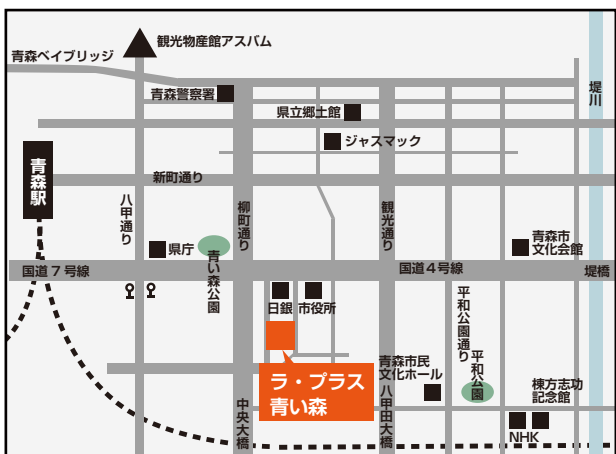 観光物産館アスパム
青森ベイブリッジ
青森警察署
県立郷土館
堤川
ジャスマック
青森駅
新町通り
八甲通り
柳町通り
観光通り
県庁
青い森公園
青森市
文化会館
国道7号線
国道4号線
堤橋
日銀
市役所
平和公園通り
ラ・プラス
青い森
青森市民
文化ホール
平和公園
棟方志功
記念館
中央大橋
八甲田大橋
NHK